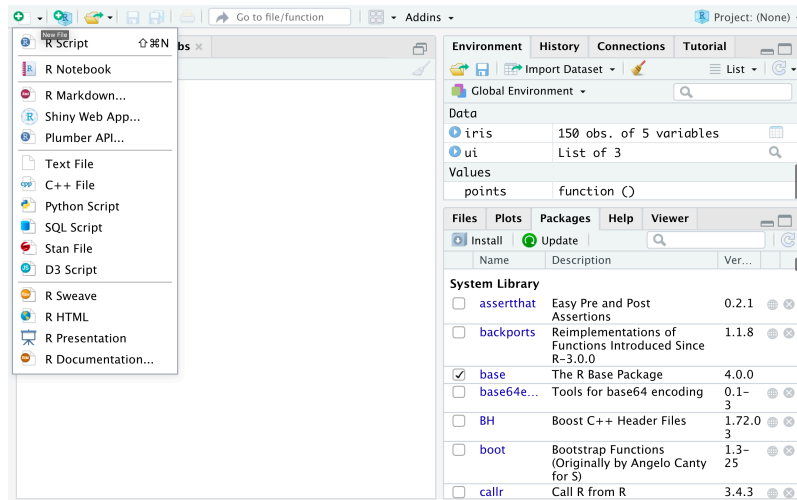 Go to file/function
Addins
Project: (None)
New File
R Script ⇧⌘N
R Notebook
R Markdown...
Shiny Web App...
Plumber API...
Text File
C++ File
Python Script
SQL Script
Stan File
D3 Script
R Sweave
R HTML
R Presentation
R Documentation...
bs ×
Environment History Connections Tutorial
Import Dataset List
Global Environment
Data
iris 150 obs. of 5 variables
ui List of 3
Values
points function ()
Files Plots Packages Help Viewer
Install Update
Name Description Ver...
System Library
assertthat Easy Pre and Post 0.2.1
Assertions
backports Reimplementations of 1.1.8
Functions Introduced Since
R-3.0.0
base The R Base Package 4.0.0
base64e... Tools for base64 encoding 0.1-
3
BH Boost C++ Header Files 1.72.0
3
boot Bootstrap Functions 1.3-
(Originally by Angelo Canty 25
for S)
callr Call R from R 3.4.3